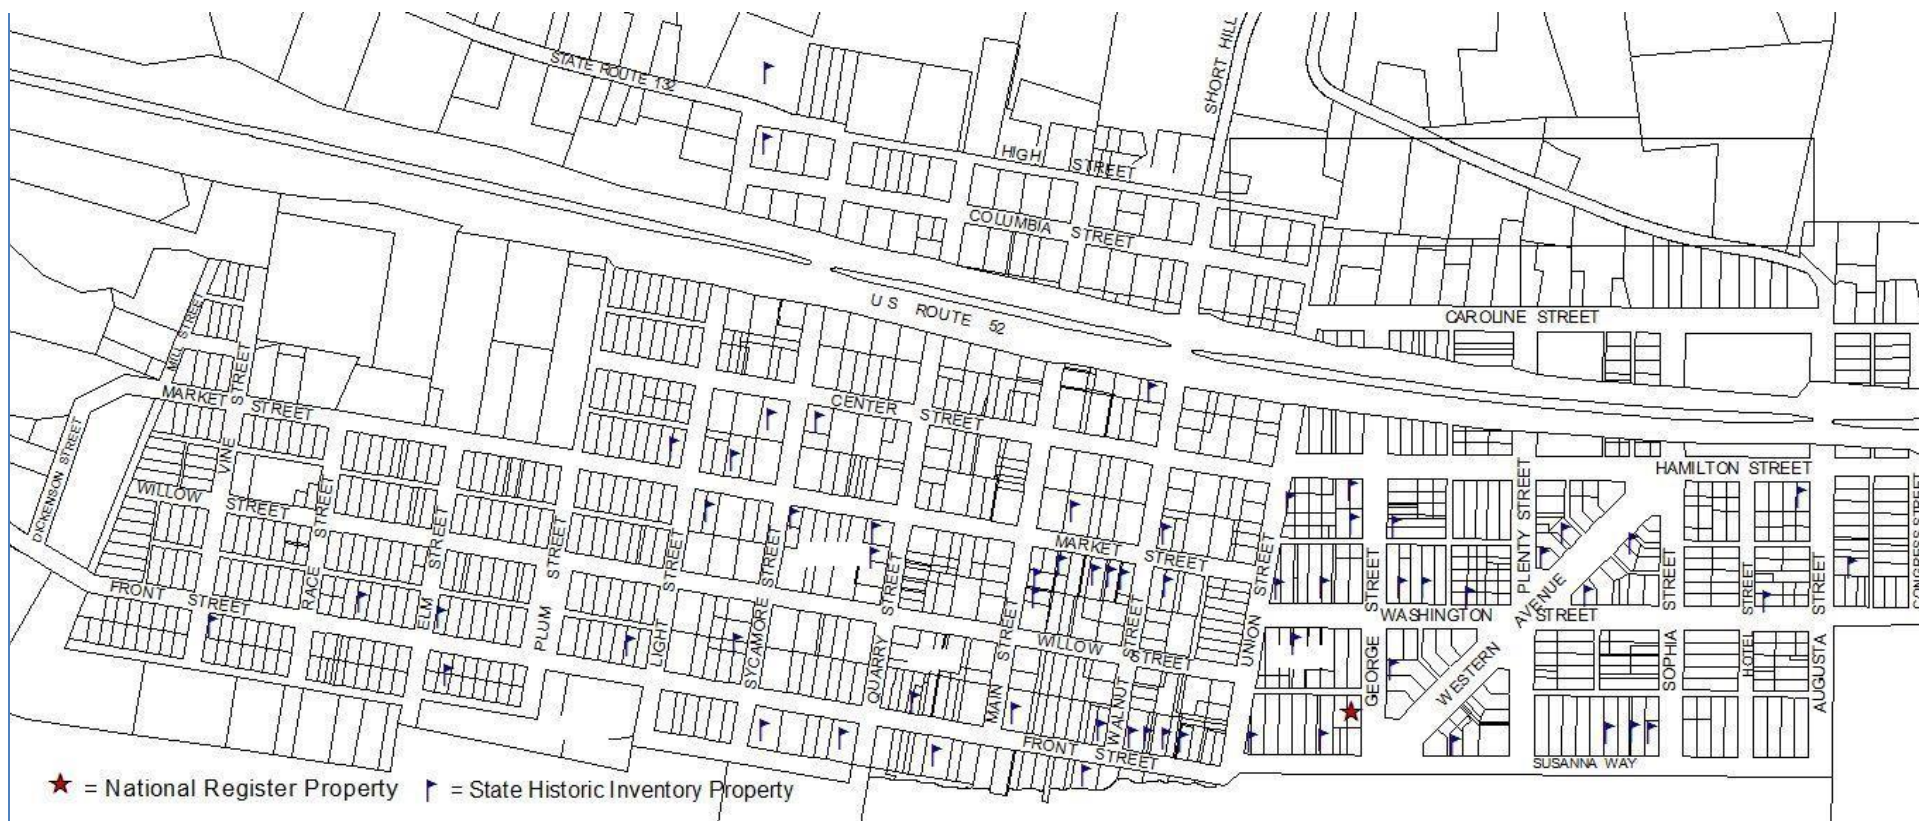 STATE ROUTE 132
SHORT HILL
HIGH STREET
COLUMBIA STREET
U S ROUTE 52
CAROLINE STREET
MILL STREET
MARKET STREET
VINE STREET
CENTER STREET
HAMILTON STREET
DICKENSON STREET
WILLOW STREET
RACE STREET
ELM STREET
PLUM STREET
LIGHT STREET
SYCAMORE STREET
QUARRY STREET
MAIN STREET
MARKET STREET
WALNUT STREET
UNION STREET
GEORGE STREET
PLENTY STREET
WESTERN AVENUE
SOPHIA STREET
HOTEL STREET
AUGUSTA STREET
CONGRESS STREET
FRONT STREET
WASHINGTON STREET
WILLOW STREET
FRONT STREET
SUSANNA WAY
= National Register Property = State Historic Inventory Property